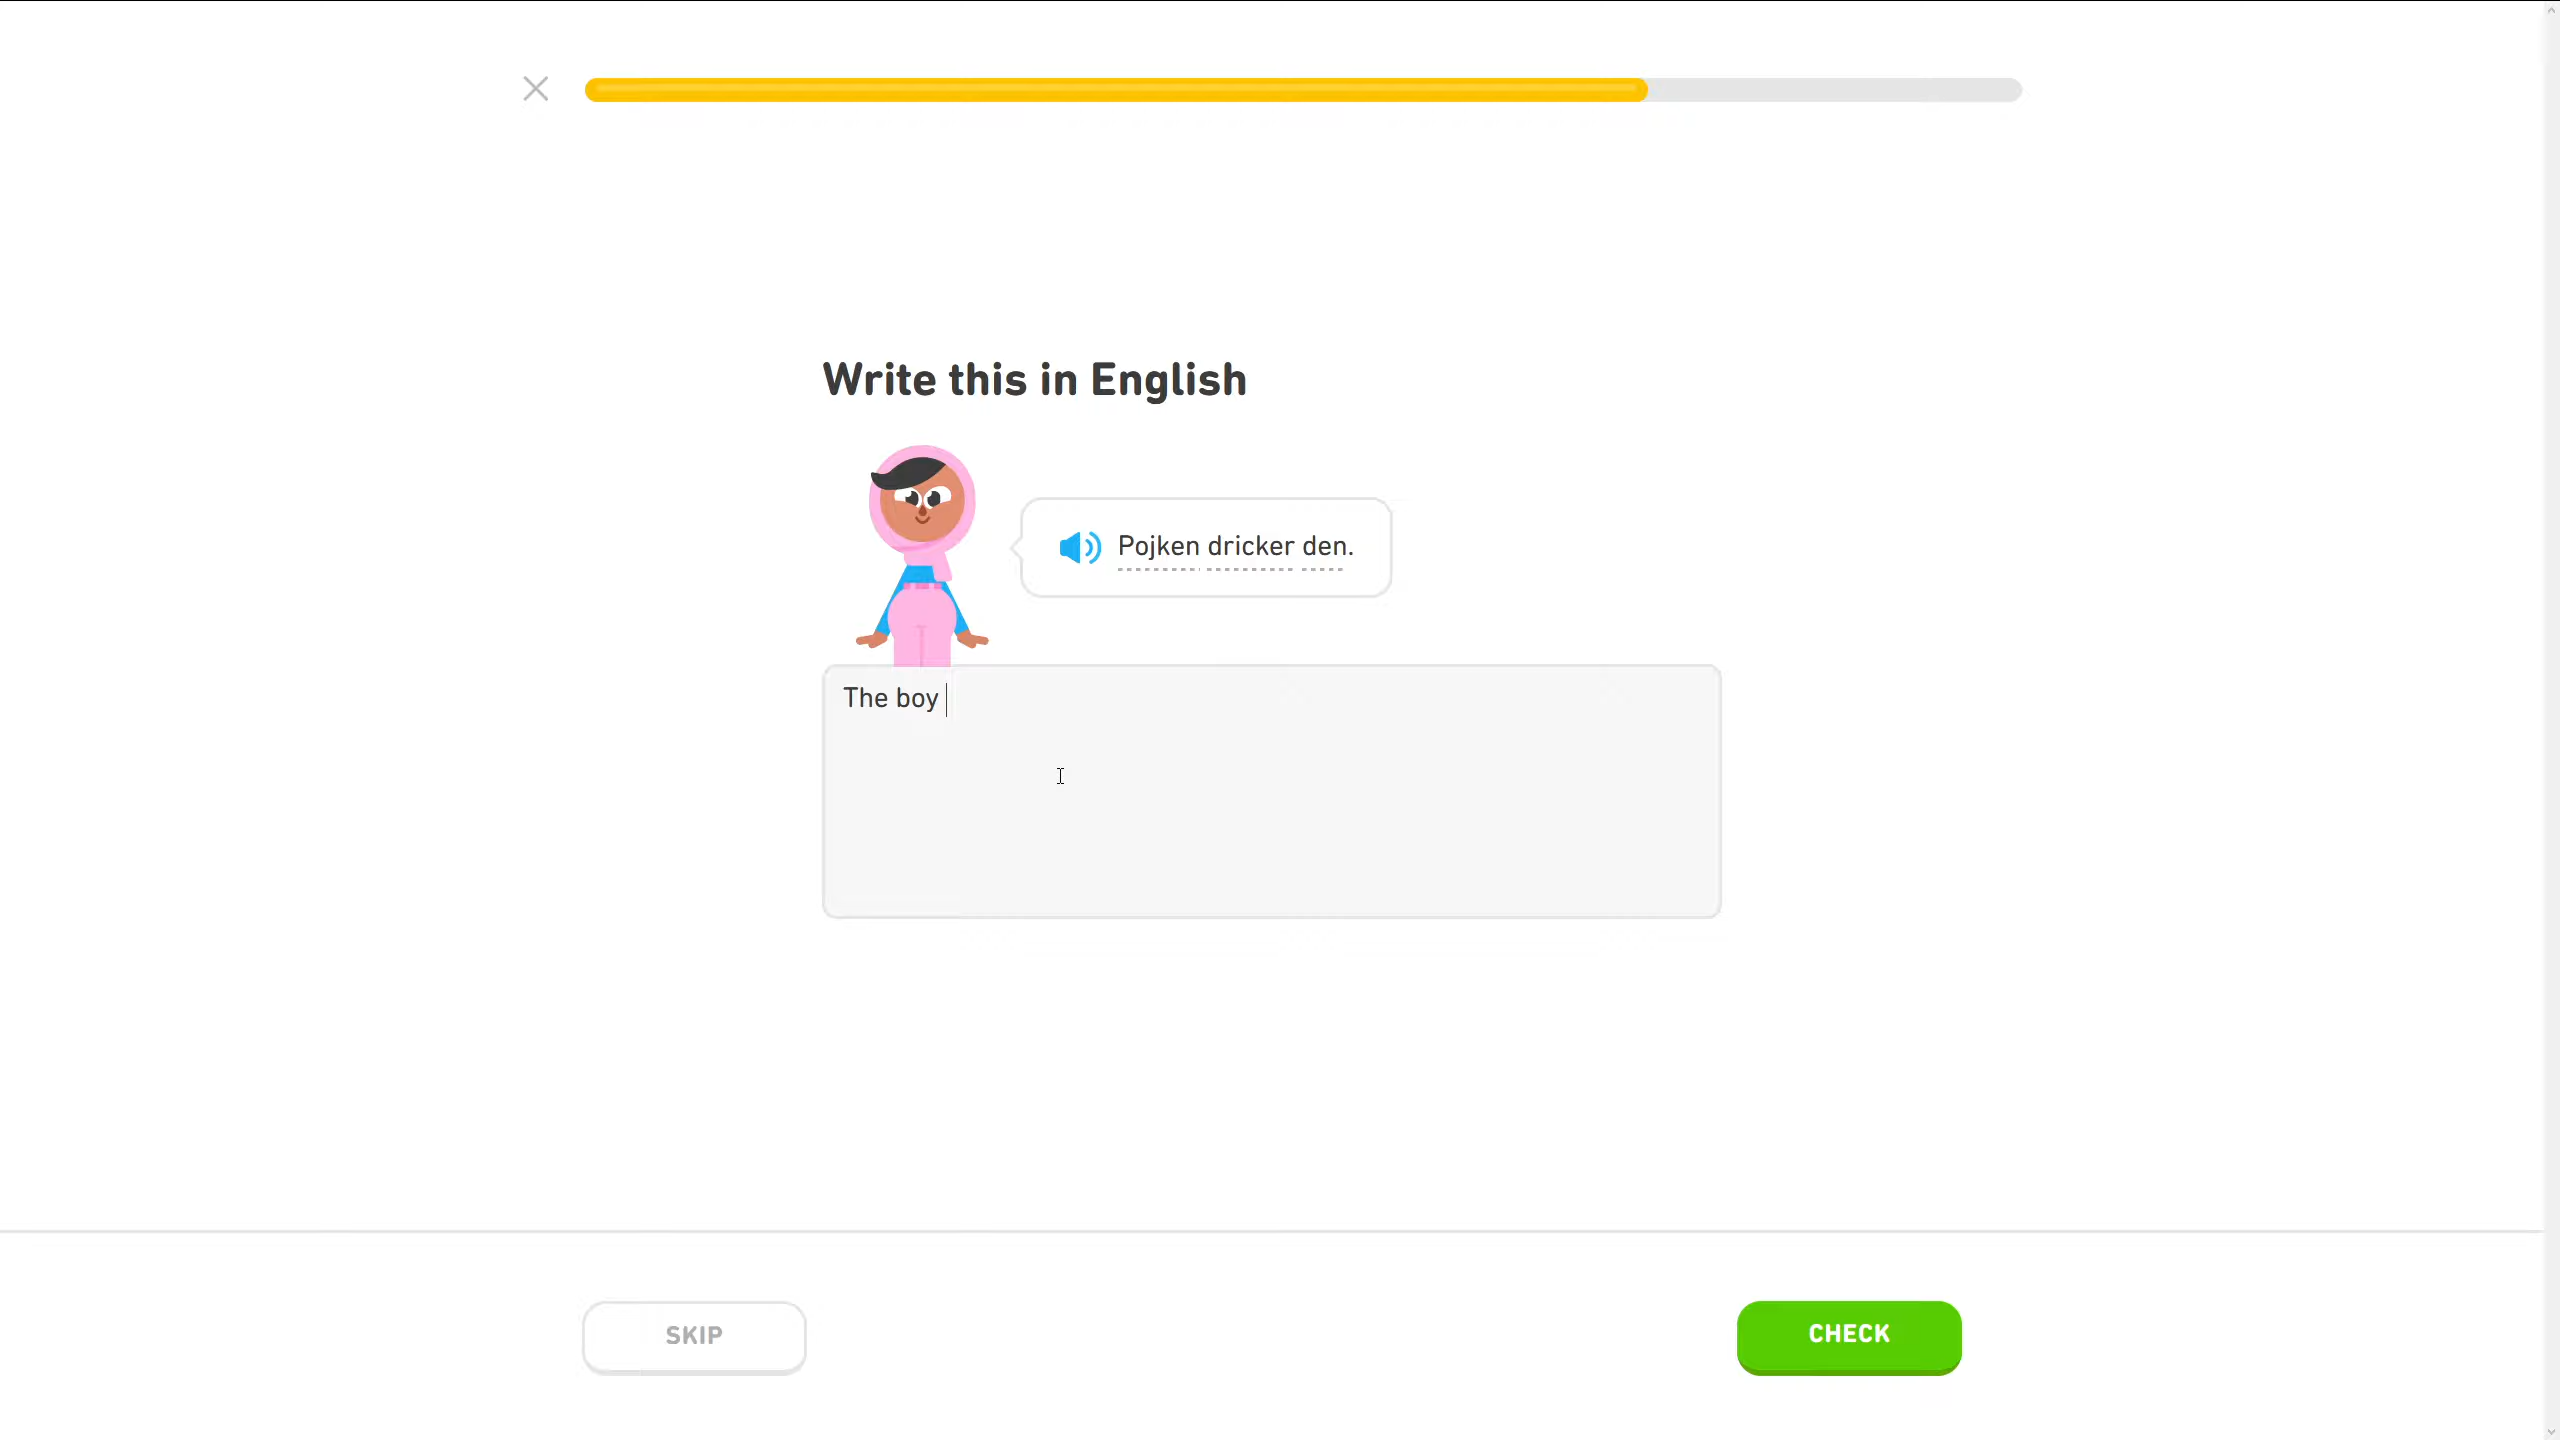 Write this in English
Pojken dricker den.
The boy
SKIP
CHECK